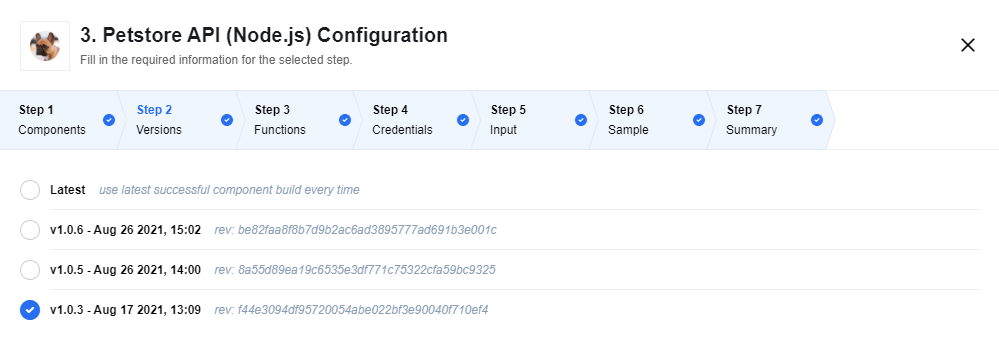 3. Petstore API (Node.js) Configuration
Fill in the required information for the selected step.
Step 1
Components
Step 2
Versions
Step 3
Functions
Step 4
Credentials
Step 5
Input
Step 6
Sample
Step 7
Summary
Latest use latest successful component build every time
v1.0.6 - Aug 26 2021, 15:02 rev: be82faa8f8b7d9b2ac6ad3895777ad691b3e001c
v1.0.5 - Aug 26 2021, 14:00 rev: 8a55d89ea19c6535e3df771c75322cfa59bc9325
v1.0.3 - Aug 17 2021, 13:09 rev: f44e3094df95720054abe022bf3e90040f710ef4